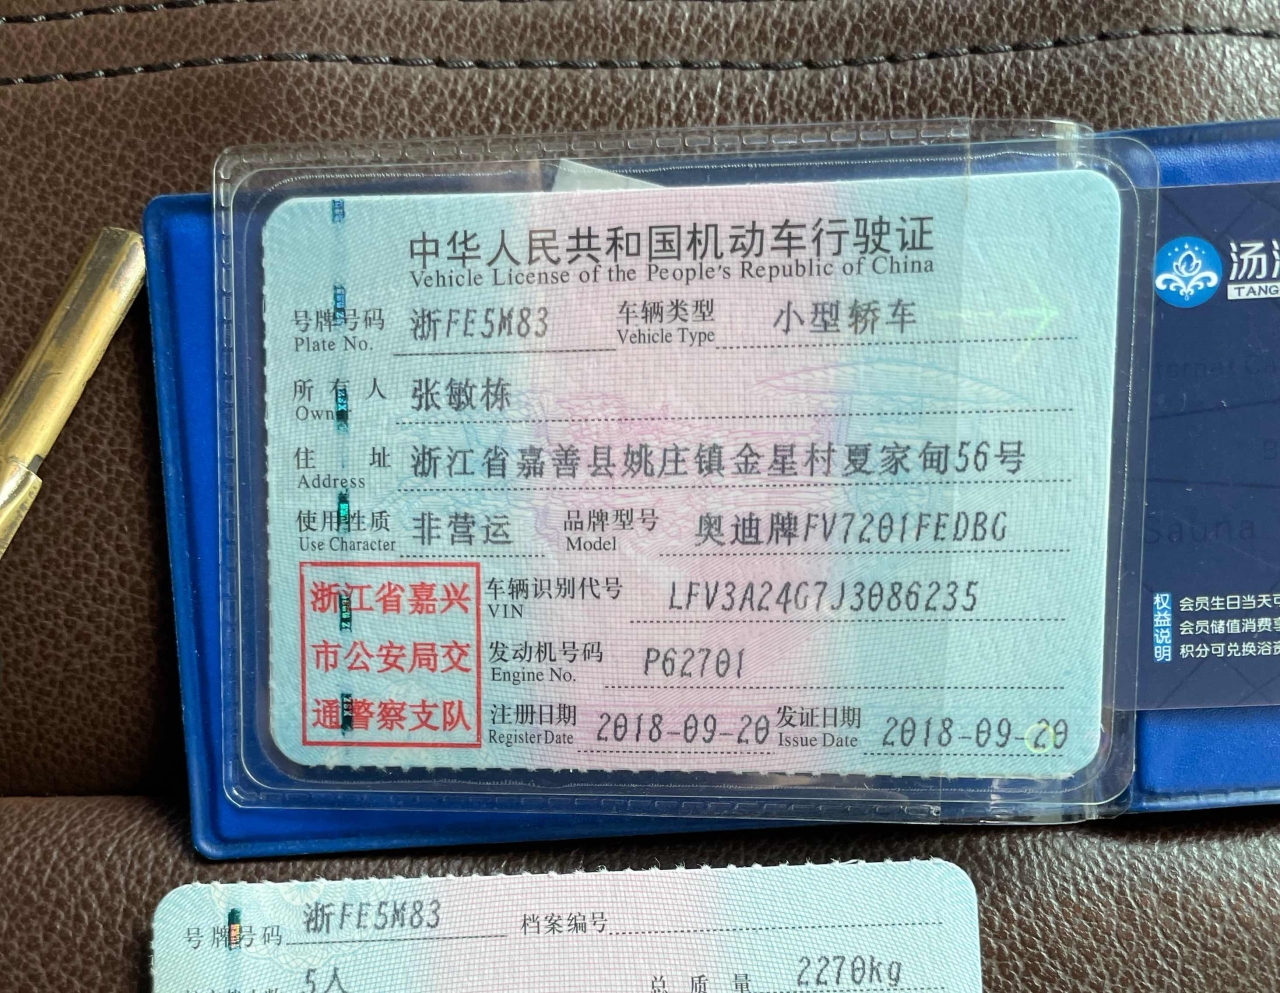 中华人民共和国机动车行驶证
Vehicle License of the People's Republic of China
号牌号码 浙FE5M83 车辆类型 小型轿车
Plate No. Vehicle Type
所有人 张敏栋
Owner
住址 浙江省嘉善县姚庄镇金星村夏家甸56号
Address
使用性质 非营运 品牌型号 奥迪牌FV7201FEDBG
Use Character Model
浙江省嘉兴
市公安局交
通警察支队
车辆识别代号 LFV3A24G7J3086235
VIN
发动机号码 P62701
Engine No.
注册日期 2018-09-20 发证日期 2018-09-20
Register Date Issue Date
汤
TANG
权益说明
会员生日当天
会员储值消费
积分可兑换浴
号牌号码 浙FE5M83 档案编号
5人 总质量 2270kg